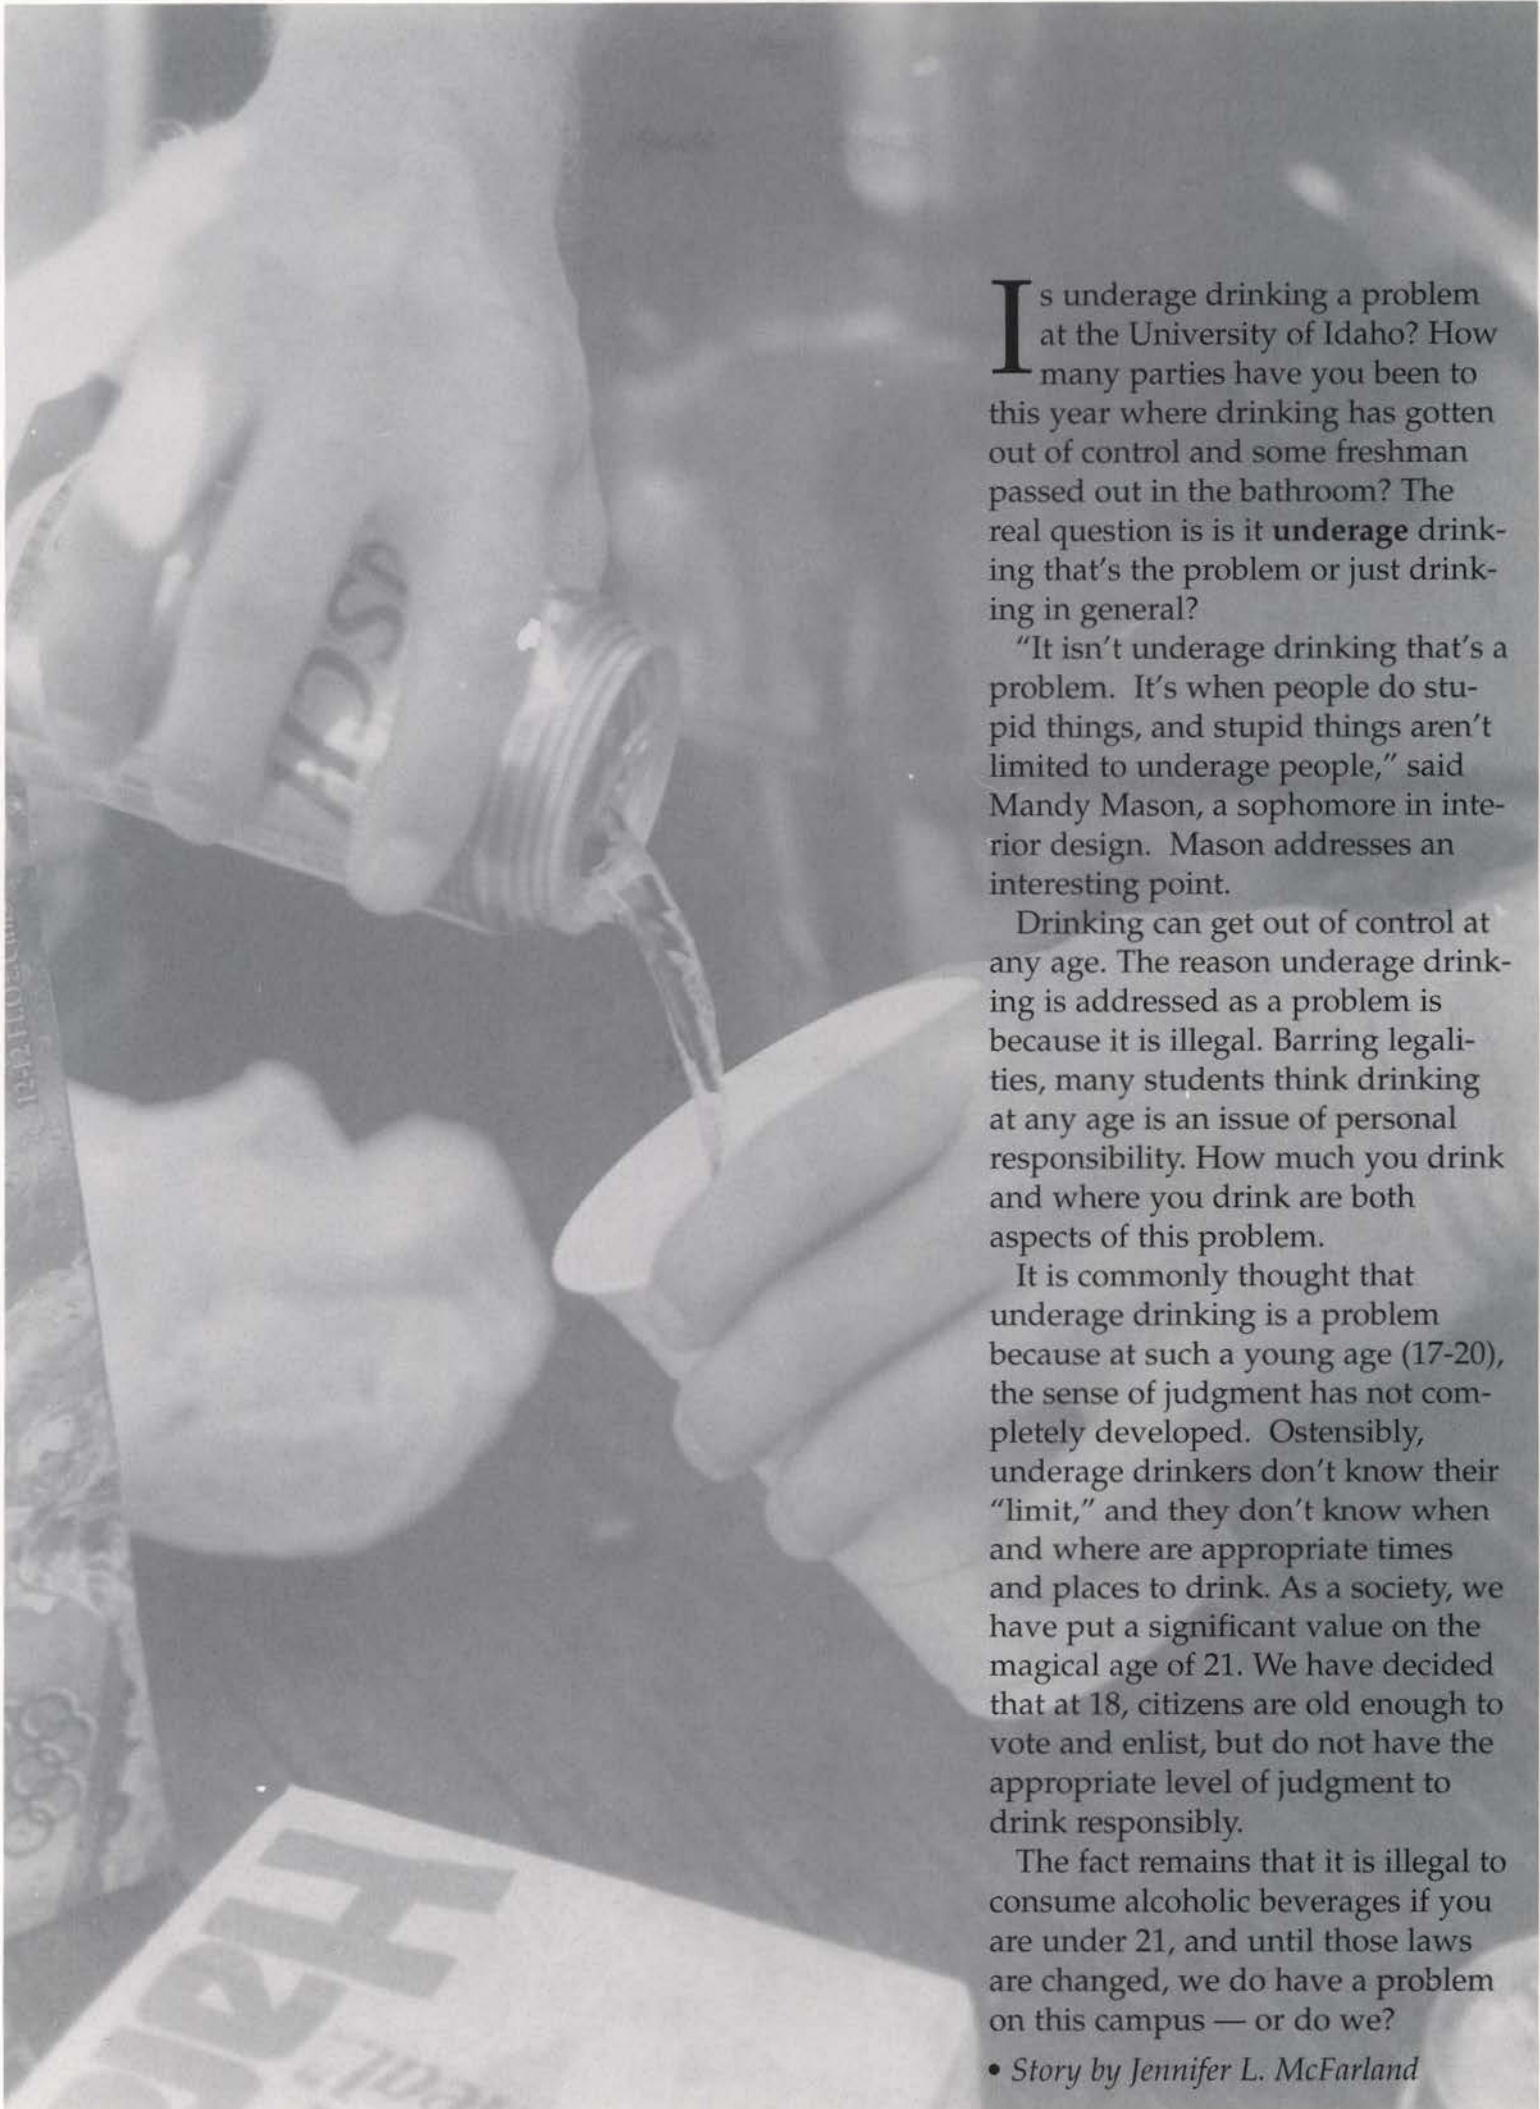 Is underage drinking a problem
at the University of Idaho? How
many parties have you been to
this year where drinking has gotten
out of control and some freshman
passed out in the bathroom? The
real question is is it underage drink-
ing that's the problem or just drink-
ing in general?
"It isn't underage drinking that's a
problem. It's when people do stu-
pid things, and stupid things aren't
limited to underage people," said
Mandy Mason, a sophomore in inte-
rior design. Mason addresses an
interesting point.
Drinking can get out of control at
any age. The reason underage drink-
ing is addressed as a problem is
because it is illegal. Barring legali-
ties, many students think drinking
at any age is an issue of personal
responsibility. How much you drink
and where you drink are both
aspects of this problem.
It is commonly thought that
underage drinking is a problem
because at such a young age (17-20),
the sense of judgment has not com-
pletely developed. Ostensibly,
underage drinkers don't know their
"limit," and they don't know when
and where are appropriate times
and places to drink. As a society, we
have put a significant value on the
magical age of 21. We have decided
that at 18, citizens are old enough to
vote and enlist, but do not have the
appropriate level of judgment to
drink responsibly.
The fact remains that it is illegal to
consume alcoholic beverages if you
are under 21, and until those laws
are changed, we do have a problem
on this campus — or do we?
• Story by Jennifer L. McFarland